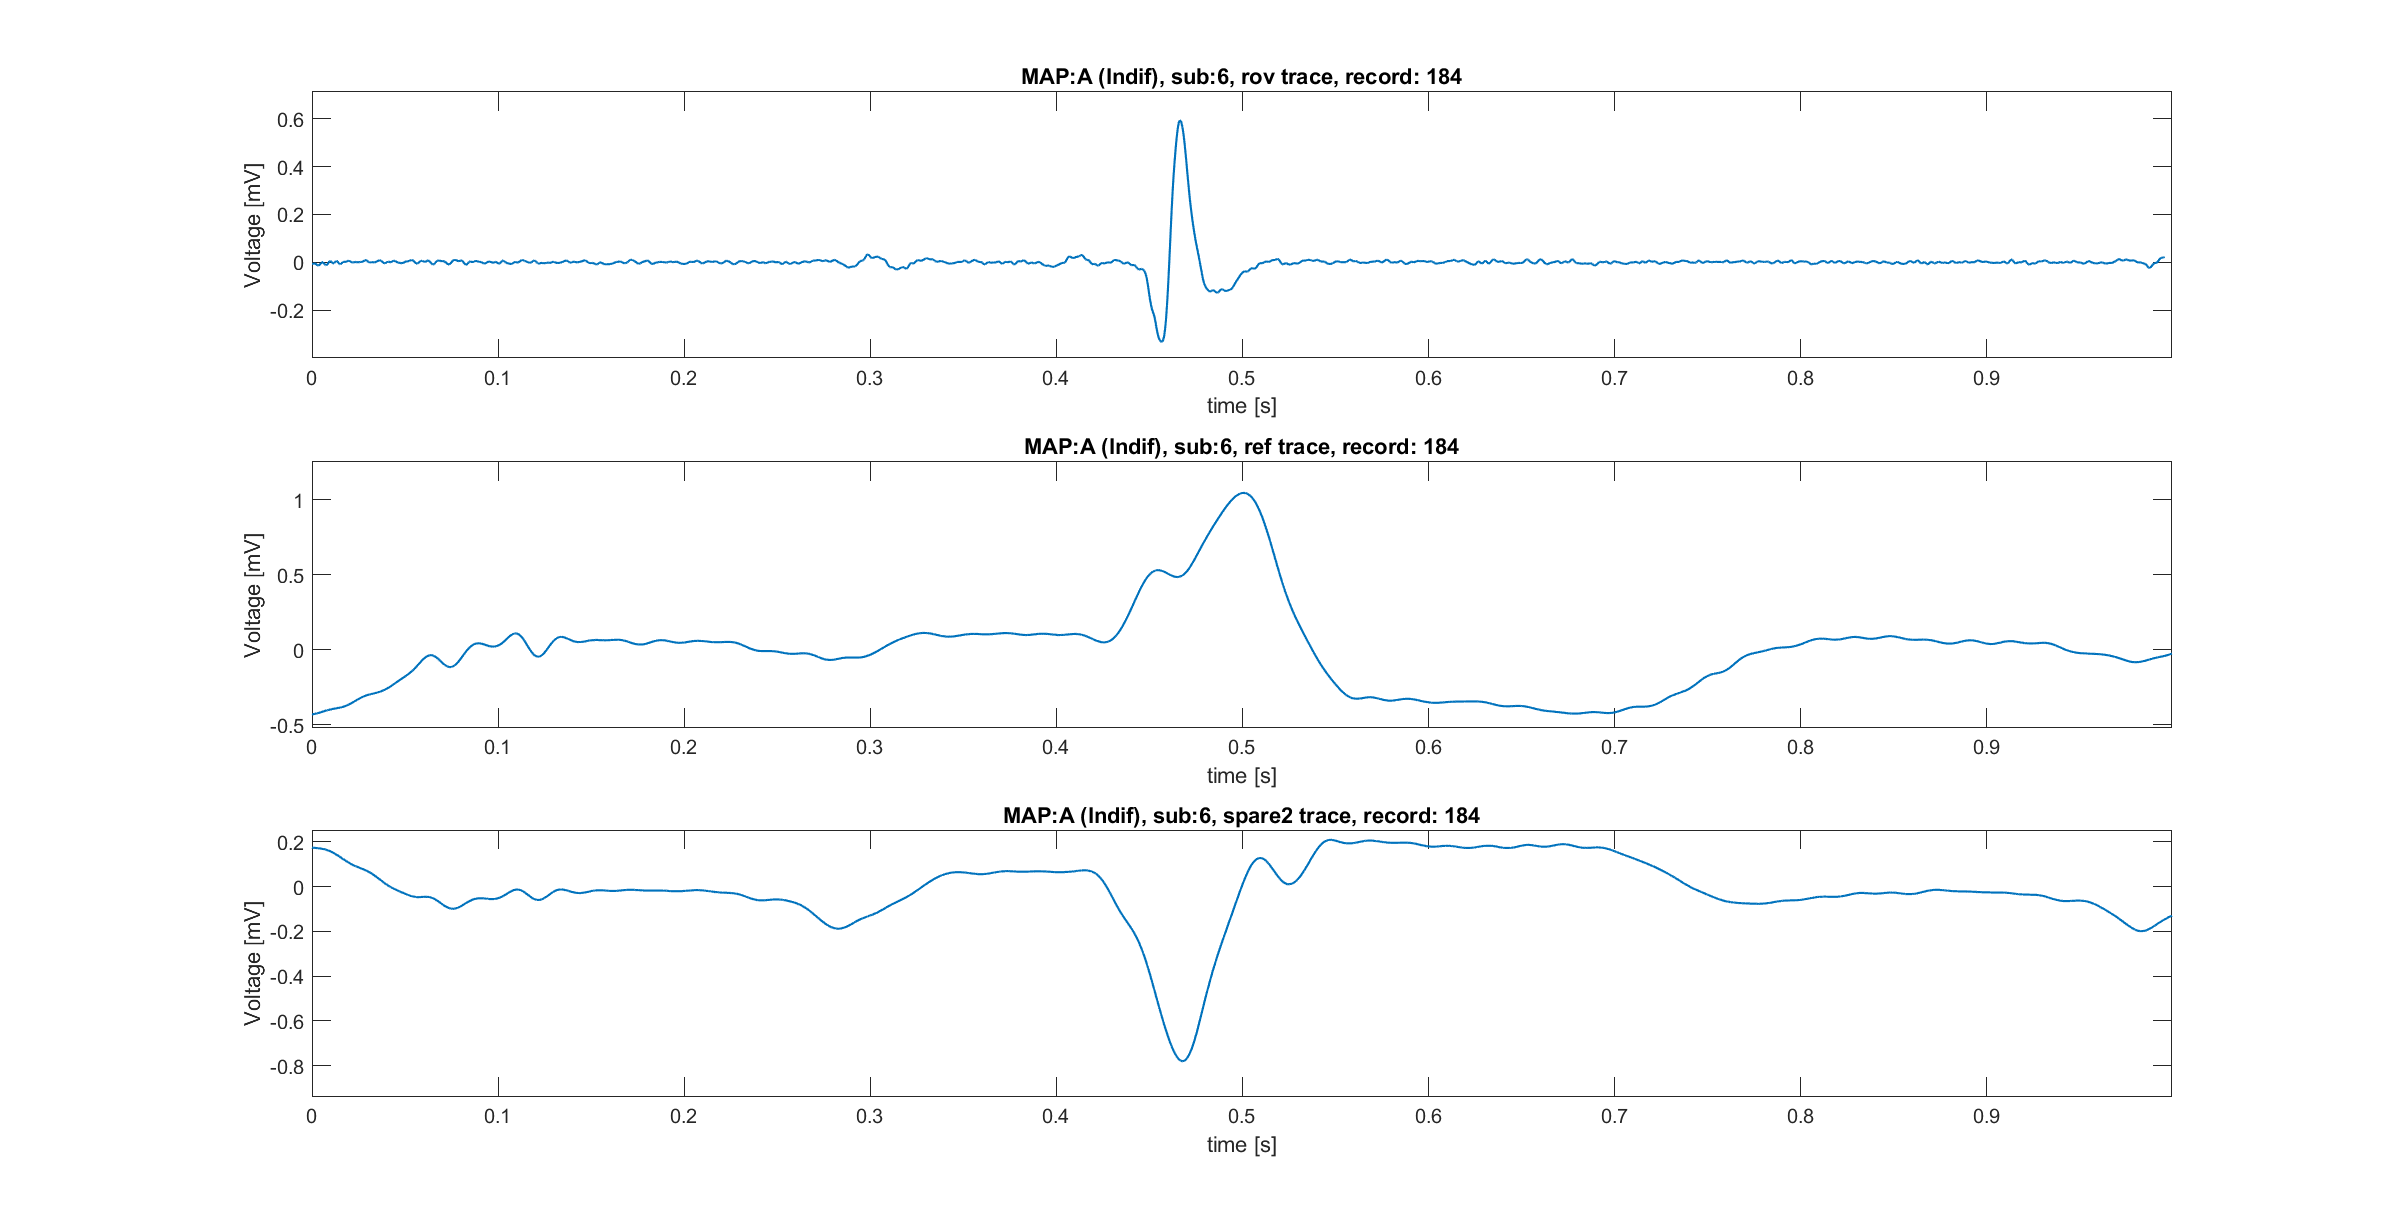 MAP:A (Indif), sub:6, rov trace, record: 184
Voltage [mV]
0.6
0.4
0.2
0
-0.2
0 0.1 0.2 0.3 0.4 0.5 0.6 0.7 0.8 0.9
time [s]
MAP:A (Indif), sub:6, ref trace, record: 184
Voltage [mV]
1
0.5
0
-0.5
0 0.1 0.2 0.3 0.4 0.5 0.6 0.7 0.8 0.9
time [s]
MAP:A (Indif), sub:6, spare2 trace, record: 184
Voltage [mV]
0.2
0
-0.2
-0.4
-0.6
-0.8
0 0.1 0.2 0.3 0.4 0.5 0.6 0.7 0.8 0.9
time [s]